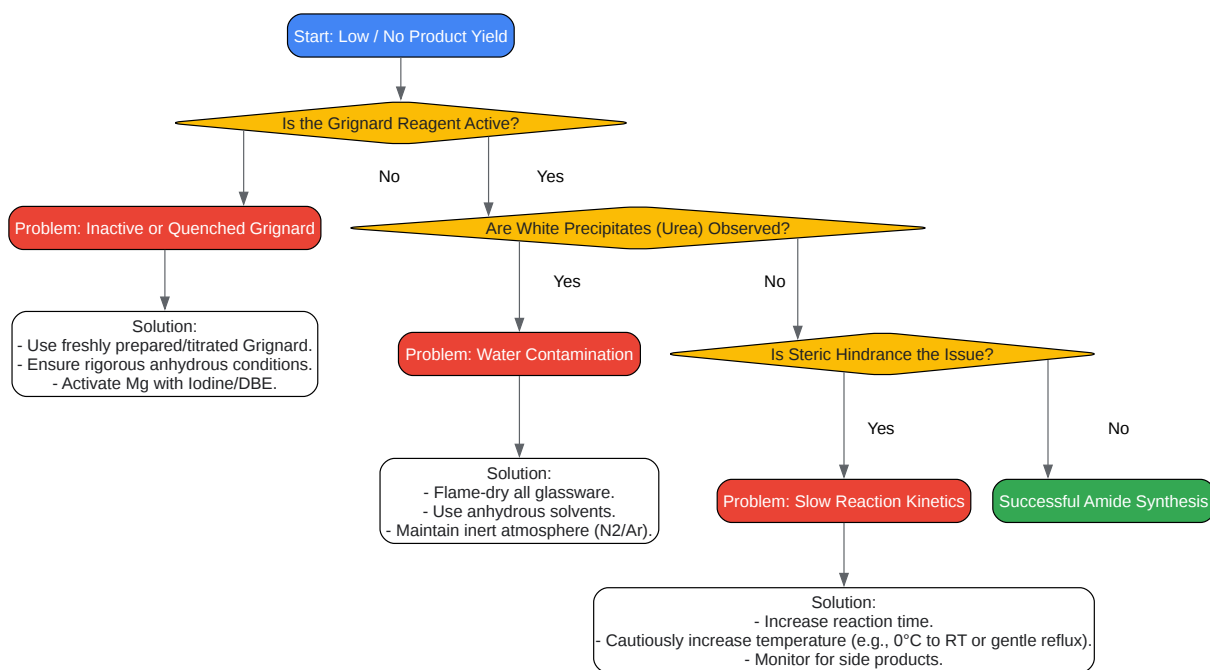 Start: Low / No Product Yield
Is the Grignard Reagent Active?
No
Yes
Problem: Inactive or Quenched Grignard
Are White Precipitates (Urea) Observed?
Yes
No
Solution:
- Use freshly prepared/titrated Grignard.
- Ensure rigorous anhydrous conditions.
- Activate Mg with Iodine/DBE.
Problem: Water Contamination
Is Steric Hindrance the Issue?
Yes
No
Solution:
- Flame-dry all glassware.
- Use anhydrous solvents.
- Maintain inert atmosphere (N2/Ar).
Problem: Slow Reaction Kinetics
Successful Amide Synthesis
Solution:
- Increase reaction time.
- Cautiously increase temperature (e.g., 0°C to RT or gentle reflux).
- Monitor for side products.